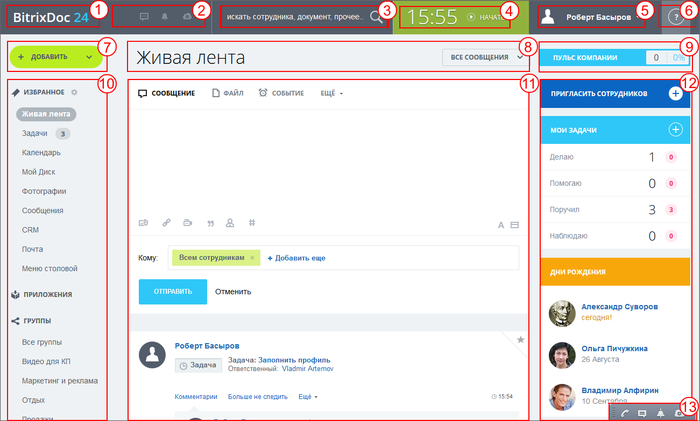 BitrixDoc 24
1
2
искать сотрудника, документ, прочее..
3
15:55
НАЧАТ
4
Роберт Басыров
5
?
6
+ ДОБАВИТЬ
7
Живая лента
ВСЕ СООБЩЕНИЯ
8
ПУЛЬС КОМПАНИИ
0
0%
9
ИЗБРАННОЕ
10
Живая лента
Задачи 3
Календарь
Мой Диск
Фотографии
Сообщения
CRM
Почта
Меню столовой
ПРИЛОЖЕНИЯ
ГРУППЫ
Все группы
Видео для КП
Маркетинг и реклама
Отдых
Продажи
СООБЩЕНИЕ
ФАЙЛ
СОБЫТИЕ
ЕЩЁ
11
A
Кому:
Всем сотрудникам ×
+ Добавить еще
ОТПРАВИТЬ
Отменить
Роберт Басыров
Задача
Задача: Заполнить профиль
Ответственный: Vladmir Artemov
Комментарии
Больше не следить
Ещё
15:54
ПРИГЛАСИТЬ СОТРУДНИКОВ
12
МОИ ЗАДАЧИ
Делаю 1 0
Помогаю 0 0
Поручил 3 3
Наблюдаю 0 0
ДНИ РОЖДЕНИЯ
Александр Суворов
сегодня!
Ольга Пичужкина
26 Августа
Владимир Алфирин
10 Сентября
13